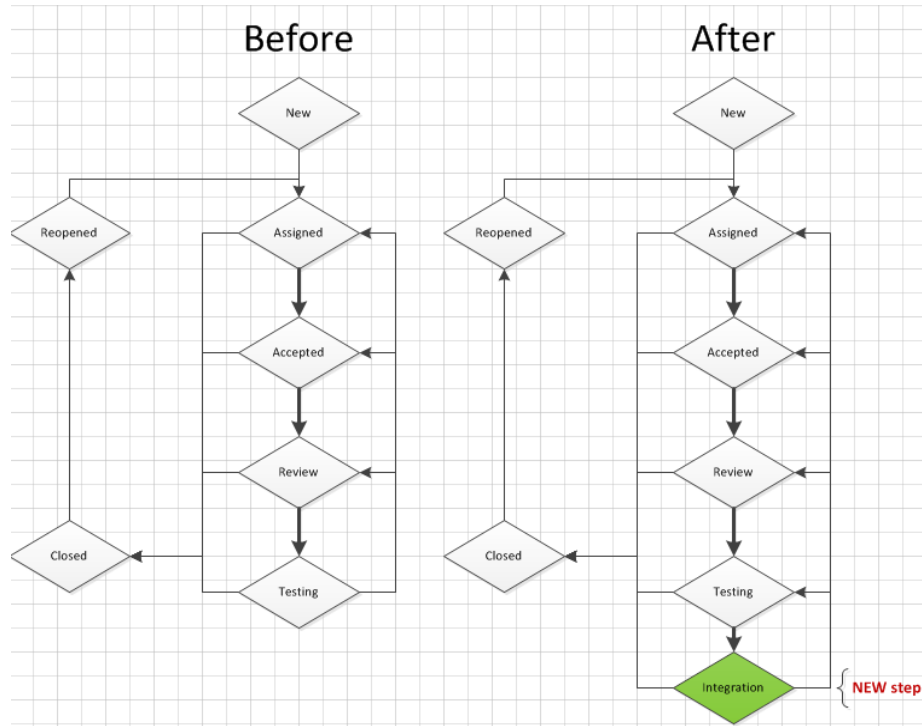 Before
New
Reopened
Assigned
Accepted
Review
Closed
Testing
After
New
Reopened
Assigned
Accepted
Review
Closed
Testing
Integration
NEW step